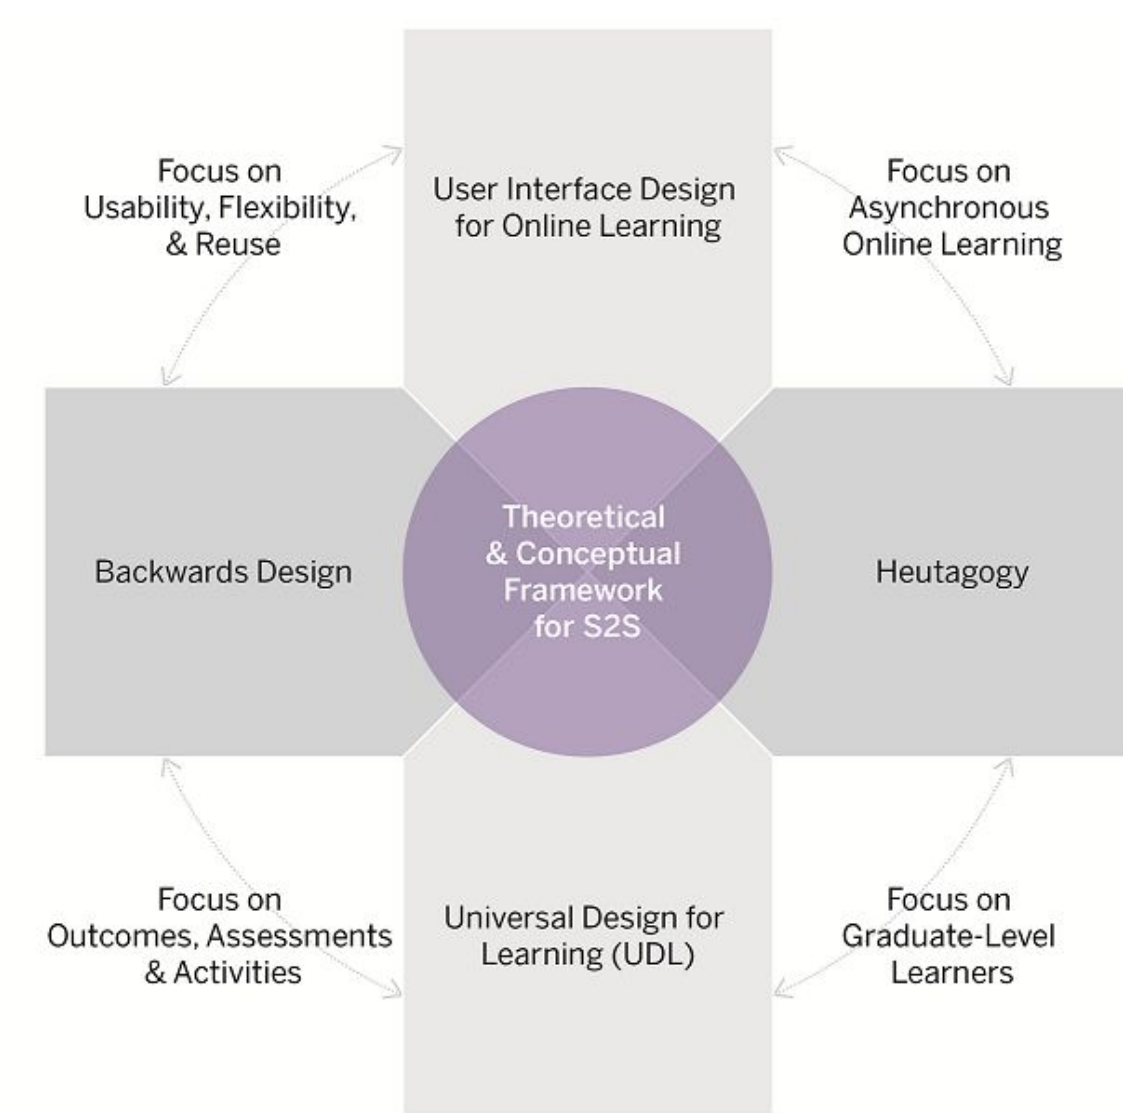 Focus on
Usability, Flexibility,
& Reuse
User Interface Design
for Online Learning
Focus on
Asynchronous
Online Learning
Backwards Design
Theoretical
& Conceptual
Framework
for S2S
Heutagogy
Focus on
Outcomes, Assessments
& Activities
Universal Design for
Learning (UDL)
Focus on
Graduate-Level
Learners